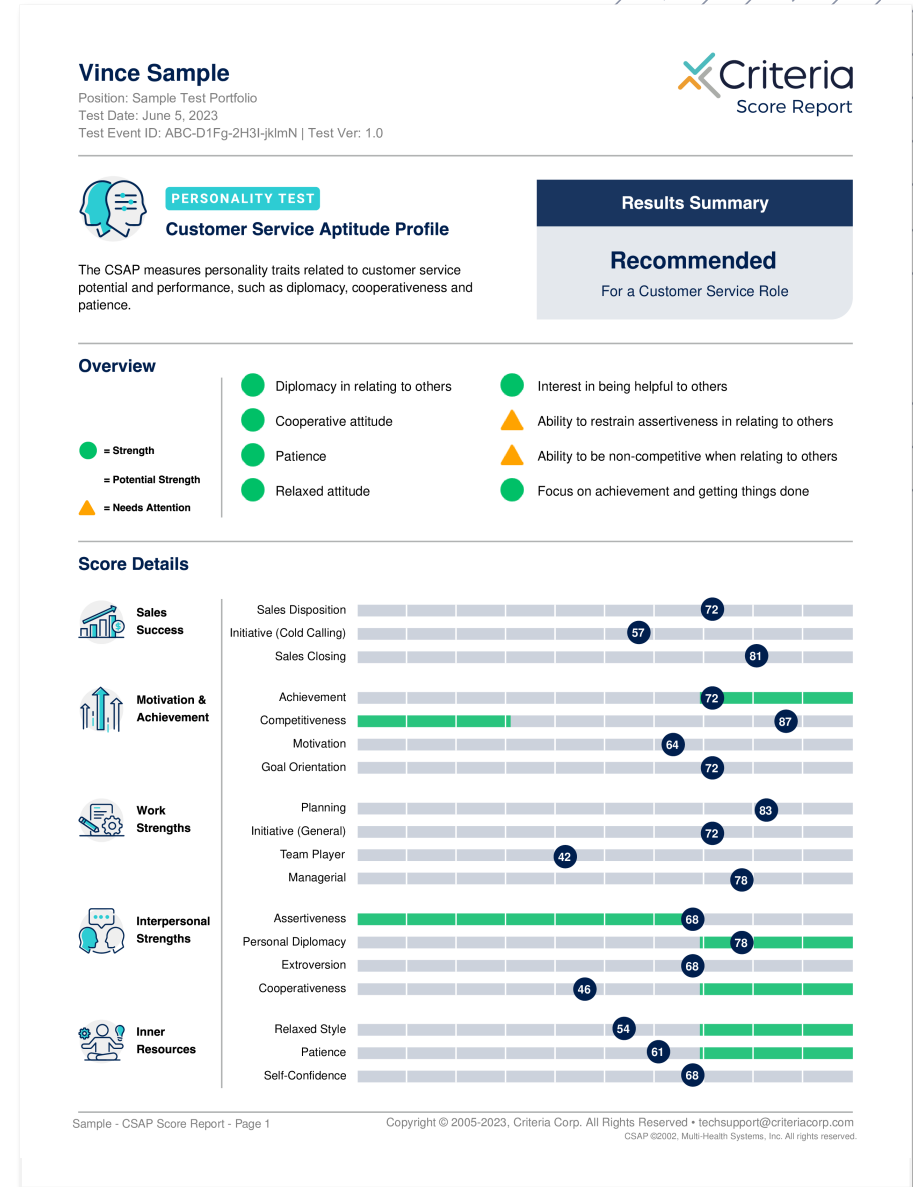 Vince Sample
Position: Sample Test Portfolio
Test Date: June 5, 2023
Test Event ID: ABC-D1Fg-2H3I-jklmN | Test Ver: 1.0
Criteria
Score Report
PERSONALITY TEST
Customer Service Aptitude Profile
The CSAP measures personality traits related to customer service
potential and performance, such as diplomacy, cooperativeness and
patience.
Results Summary
Recommended
For a Customer Service Role
Overview
= Strength
= Potential Strength
= Needs Attention
Diplomacy in relating to others
Cooperative attitude
Patience
Relaxed attitude
Interest in being helpful to others
Ability to restrain assertiveness in relating to others
Ability to be non-competitive when relating to others
Focus on achievement and getting things done
Score Details
Sales
Success
Sales Disposition 72
Initiative (Cold Calling) 57
Sales Closing 81
Motivation &
Achievement
Achievement 72
Competitiveness 87
Motivation 64
Goal Orientation 72
Work
Strengths
Planning 83
Initiative (General) 72
Team Player 42
Managerial 78
Interpersonal
Strengths
Assertiveness 68
Personal Diplomacy 78
Extroversion 68
Cooperativeness 46
Inner
Resources
Relaxed Style 54
Patience 61
Self-Confidence 68
Sample - CSAP Score Report - Page 1
Copyright © 2005-2023, Criteria Corp. All Rights Reserved • techsupport@criteriacorp.com
CSAP ©2002, Multi-Health Systems, Inc. All rights reserved.